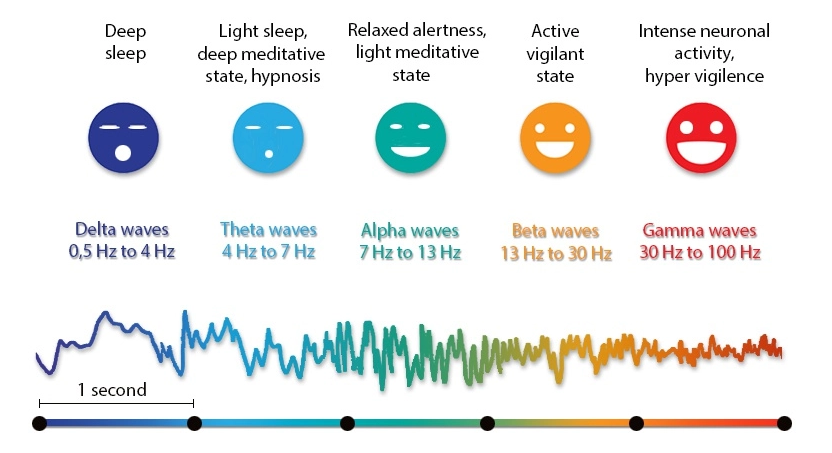 Deep
sleep
Light sleep,
deep meditative
state, hypnosis
Relaxed alertness,
light meditative
state
Active
vigilant
state
Intense neuronal
activity,
hyper vigilence
Delta waves
0,5 Hz to 4 Hz
Theta waves
4 Hz to 7 Hz
Alpha waves
7 Hz to 13 Hz
Beta waves
13 Hz to 30 Hz
Gamma waves
30 Hz to 100 Hz
1 second